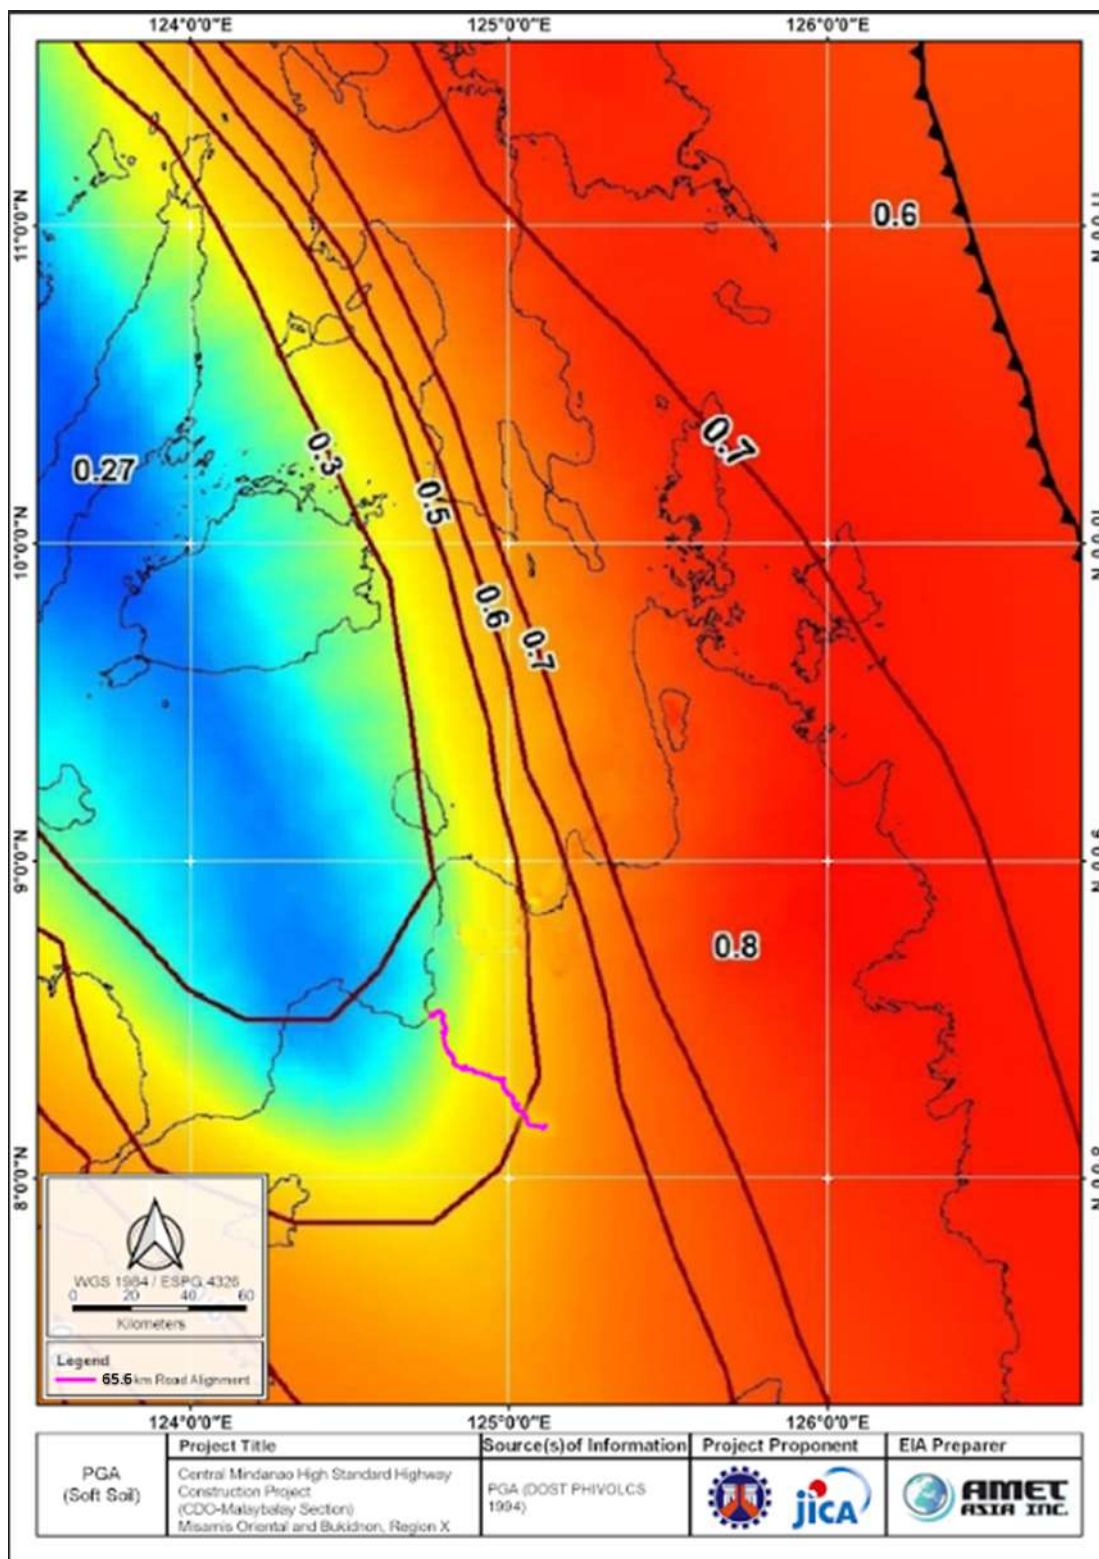 124°0'0"E 125°0'0"E 126°0'0"E
11°0'0"N
0.6
0.7
0.3
0.27
0.5
10°0'0"N
0.6
0.7
0.8
9°0'0"N
8°0'0"N
WGS 1984 / ESPG:4326
0 20 40 60
Kilometers
Legend
65.6 km Road Alignment
124°0'0"E 125°0'0"E 126°0'0"E
PGA
(Soft Soil)
Project Title
Central Mindanao High Standard Highway
Construction Project
(CDO-Malaybalay Section)
Misamis Oriental and Bukidnon, Region X
Source(s)of Information
PGA (DOST PHIVOLCS
1994)
Project Proponent
jica
EIA Preparer
AMET
ASIA INC.